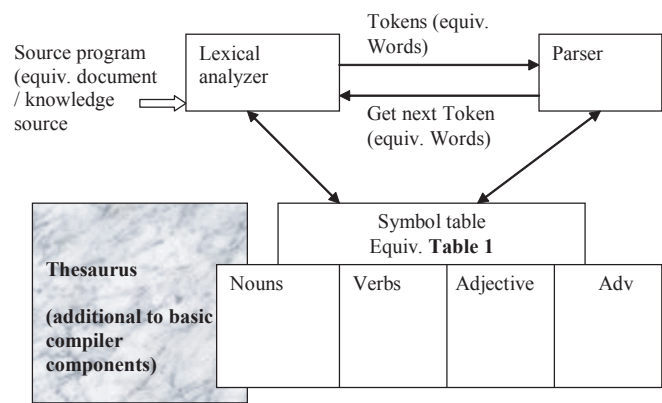 Source program
(equiv. document
/ knowledge
source
Lexical
analyzer
Tokens (equiv.
Words)
Get next Token
(equiv. Words)
Parser
Symbol table
Equiv. Table 1
Thesaurus
(additional to basic
compiler
components)
Nouns
Verbs
Adjective
Adv